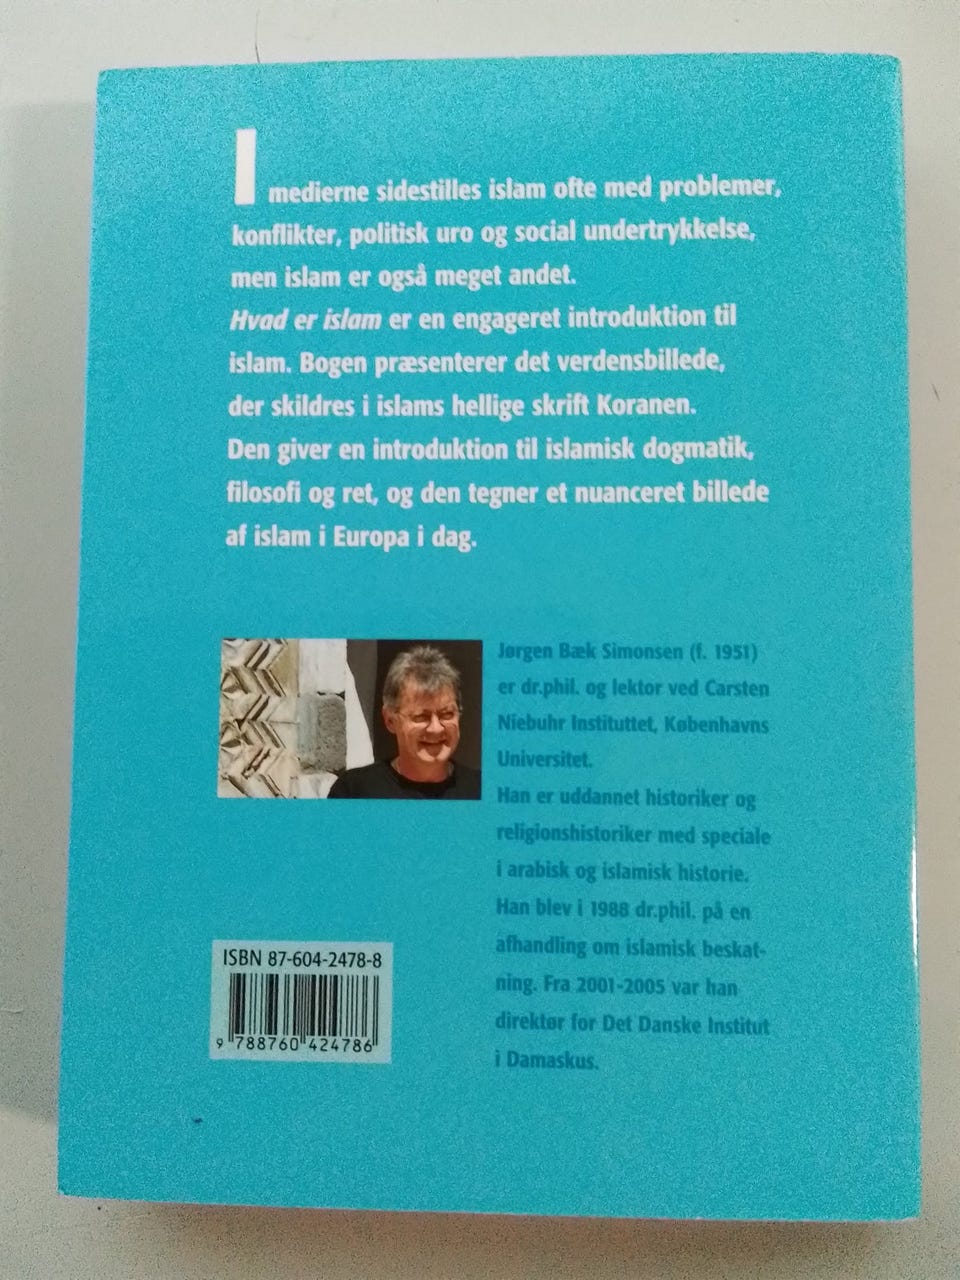 I medierne sidestilles islam ofte med problemer,
konflikter, politisk uro og social undertrykkelse,
men islam er også meget andet.
Hvad er islam er en engageret introduktion til
islam. Bogen præsenterer det verdensbillede,
der skildres i islams hellige skrift Koranen.
Den giver en introduktion til islamisk dogmatik,
filosofi og ret, og den tegner et nuanceret billede
af islam i Europa i dag.
Jørgen Bæk Simonsen (f. 1951)
er dr.phil. og lektor ved Carsten
Niebuhr Instituttet, Københavns
Universitet.
Han er uddannet historiker og
religionshistoriker med speciale
i arabisk og islamisk historie.
Han blev i 1988 dr.phil. på en
afhandling om islamisk beskat-
ning. Fra 2001-2005 var han
direktør for Det Danske Institut
i Damaskus.
ISBN 87-604-2478-8
9 788760 424786